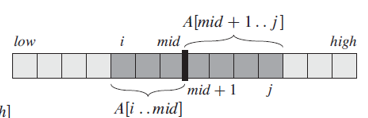 A[mid + 1..j]
low i mid high
mid + 1 j
A[i ..mid]
h]